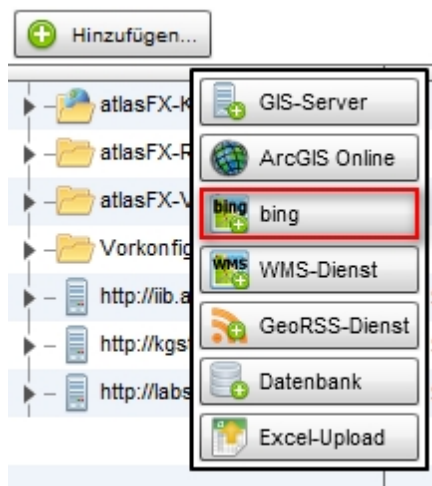 Hinzufügen...
atlasFX-K
atlasFX-R
atlasFX-V
Vorkonfig
http://iib.a
http://kgs
http://labs
GIS-Server
ArcGIS Online
bing
bing
WMS
WMS-Dienst
GeoRSS-Dienst
Datenbank
Excel-Upload